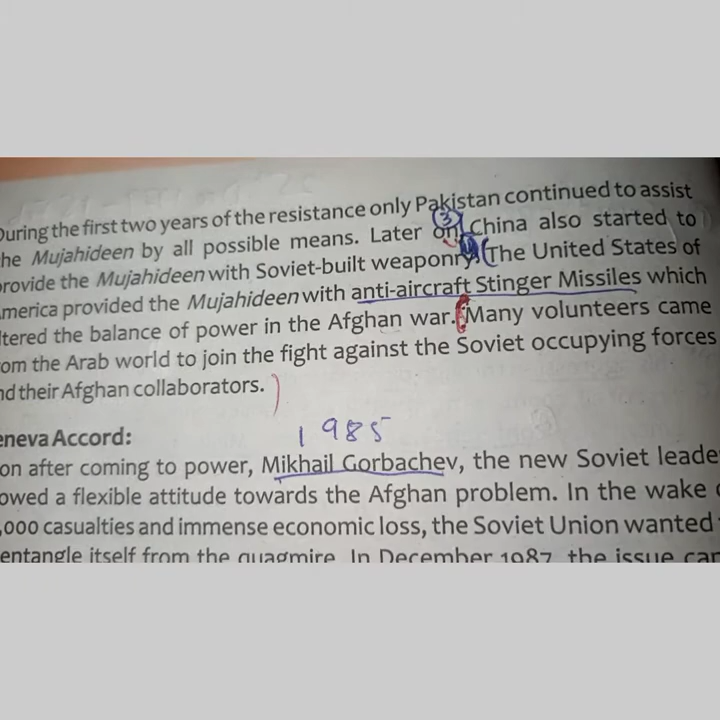 During the first two years of the resistance only Pakistan continued to assist
he Mujahideen by all possible means. Later on, China also started to
3
rovide the Mujahideen with Soviet-built weaponry. (The United States of
4
merica provided the Mujahideen with anti-aircraft Stinger Missiles which
ltered the balance of power in the Afghan war. Many volunteers came
om the Arab world to join the fight against the Soviet occupying forces
nd their Afghan collaborators. )
1985
eneva Accord:
on after coming to power, Mikhail Gorbachev, the new Soviet leade
owed a flexible attitude towards the Afghan problem. In the wake
,000 casualties and immense economic loss, the Soviet Union wanted
entangle itself from the quagmire. In December 1987, the issue